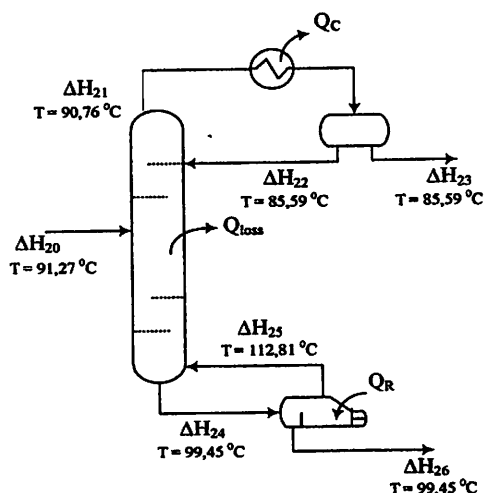 Qc
ΔH21
T = 90,76 °C
ΔH22
T = 85,59 °C
ΔH23
T = 85,59 °C
ΔH20
T = 91,27 °C
Qloss
ΔH25
T = 112,81 °C
QR
ΔH24
T = 99,45 °C
ΔH26
T = 99,45 °C